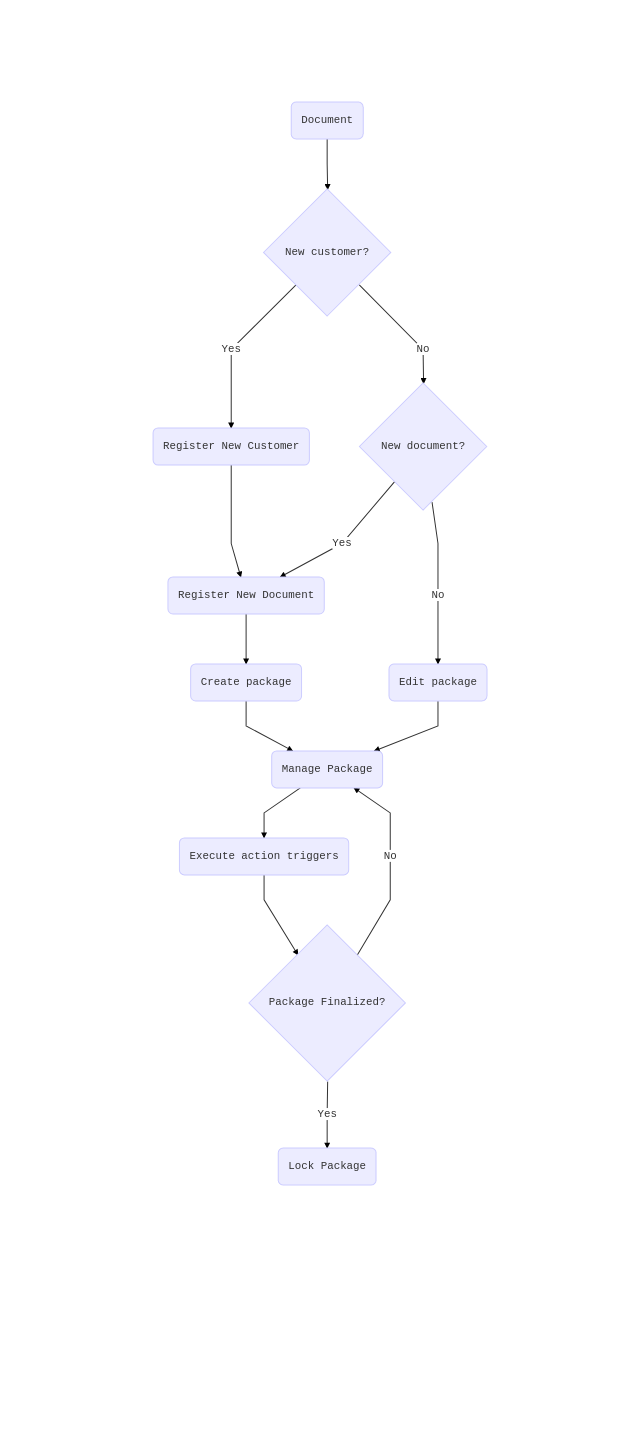 Document
New customer?
Yes
No
Register New Customer
New document?
Yes
Register New Document
No
Create package
Edit package
Manage Package
Execute action triggers
No
Package Finalized?
Yes
Lock Package